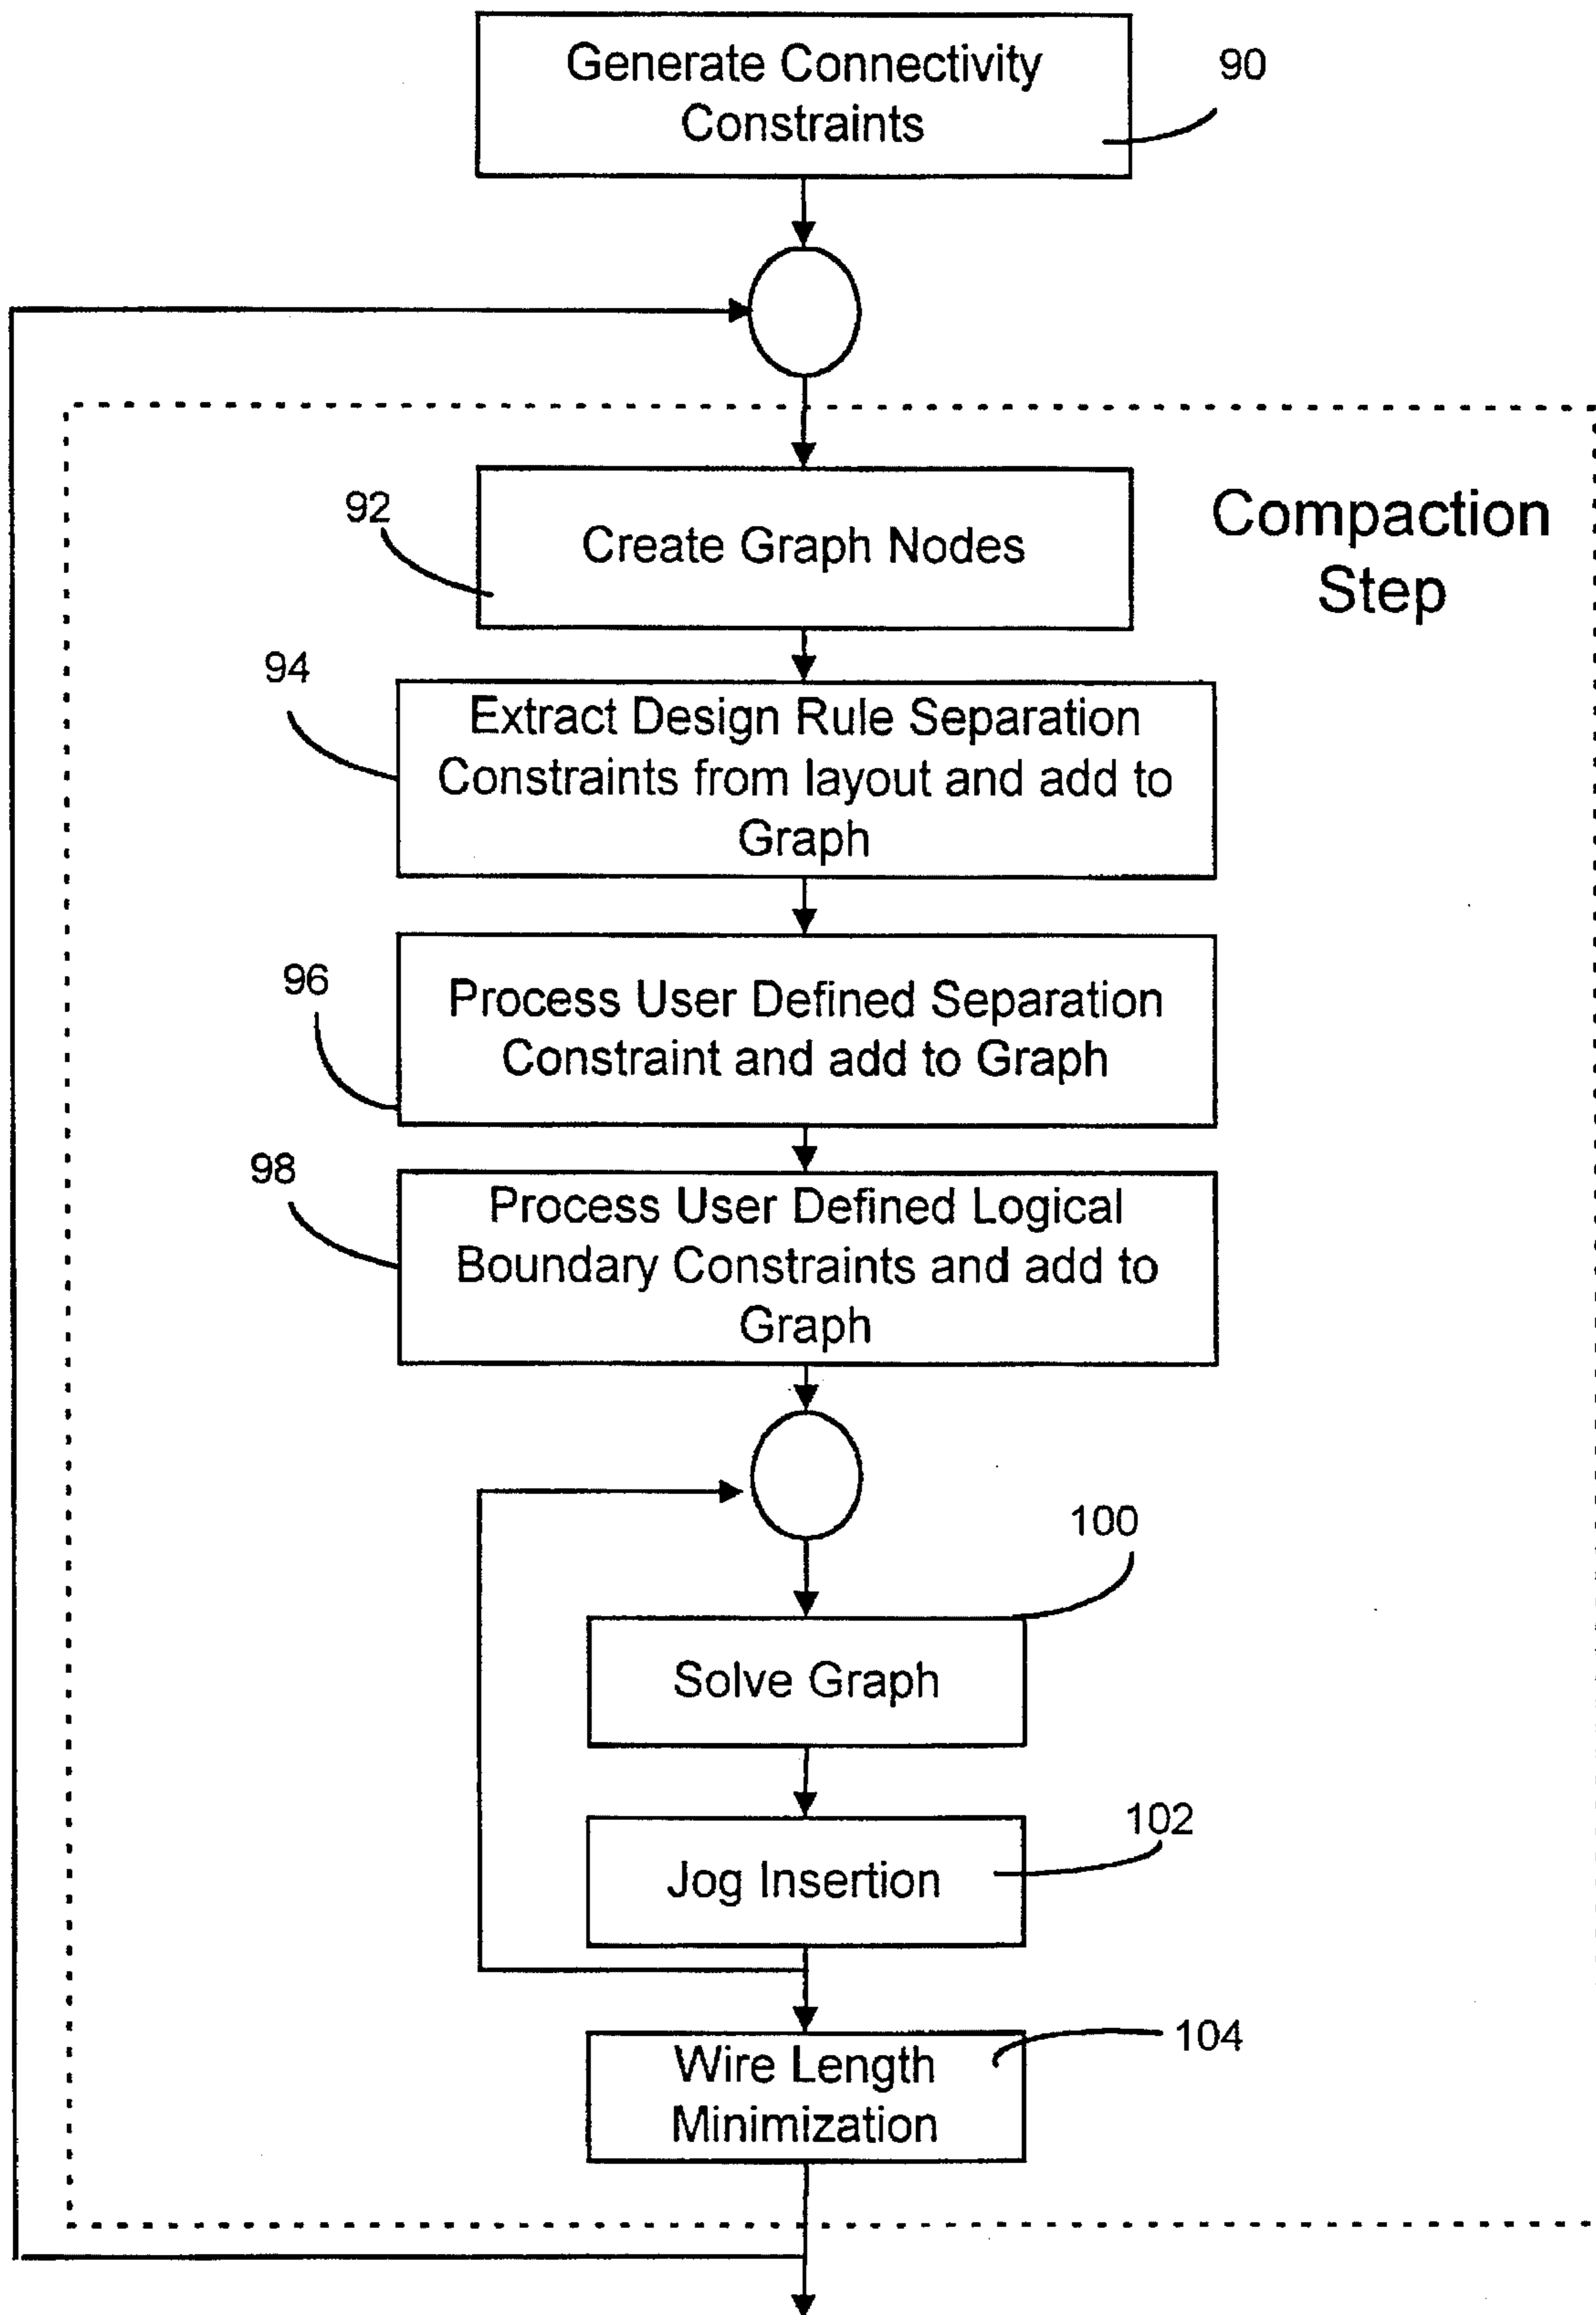 Generate Connectivity
Constraints
90
92
Create Graph Nodes
Compaction
Step
94
Extract Design Rule Separation
Constraints from layout and add to
Graph
96
Process User Defined Separation
Constraint and add to Graph
98
Process User Defined Logical
Boundary Constraints and add to
Graph
100
Solve Graph
102
Jog Insertion
104
Wire Length
Minimization